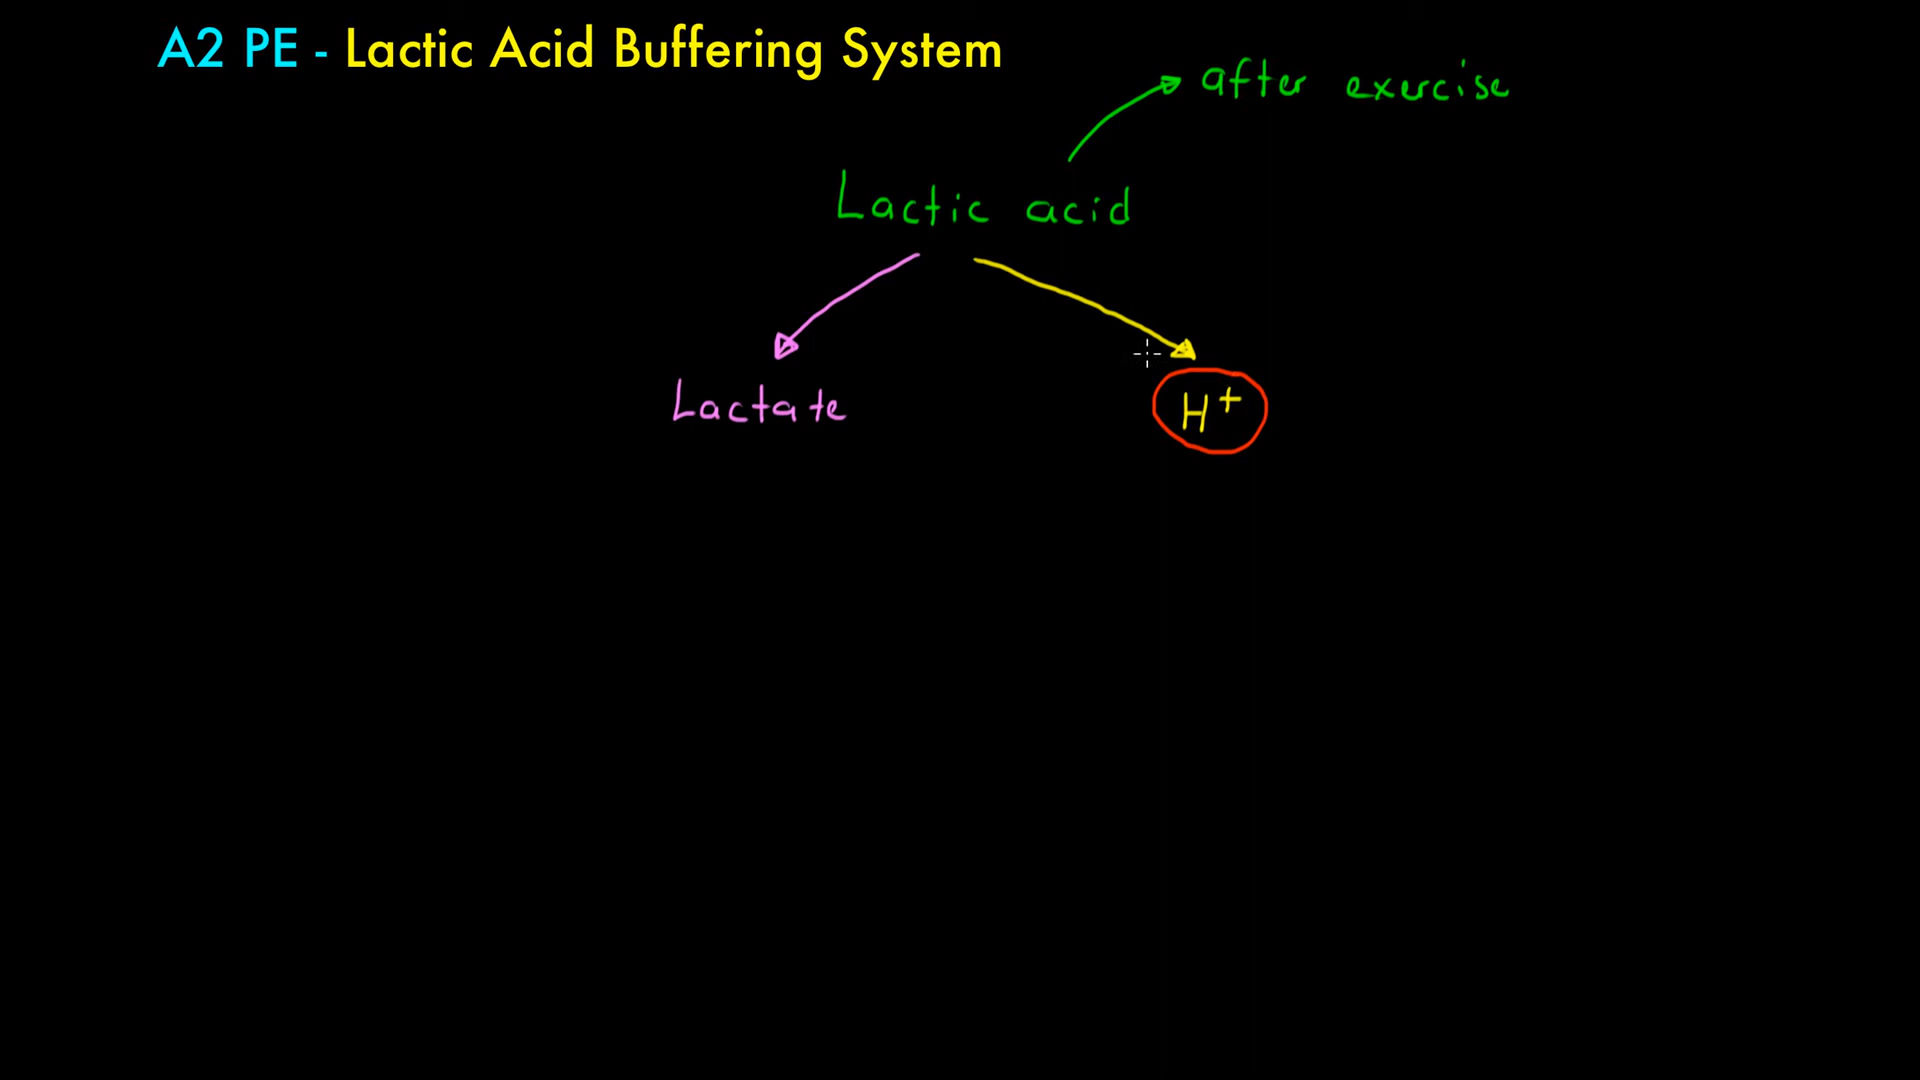 A2 PE - Lactic Acid Buffering System
after exercise
Lactic acid
Lactate
H+